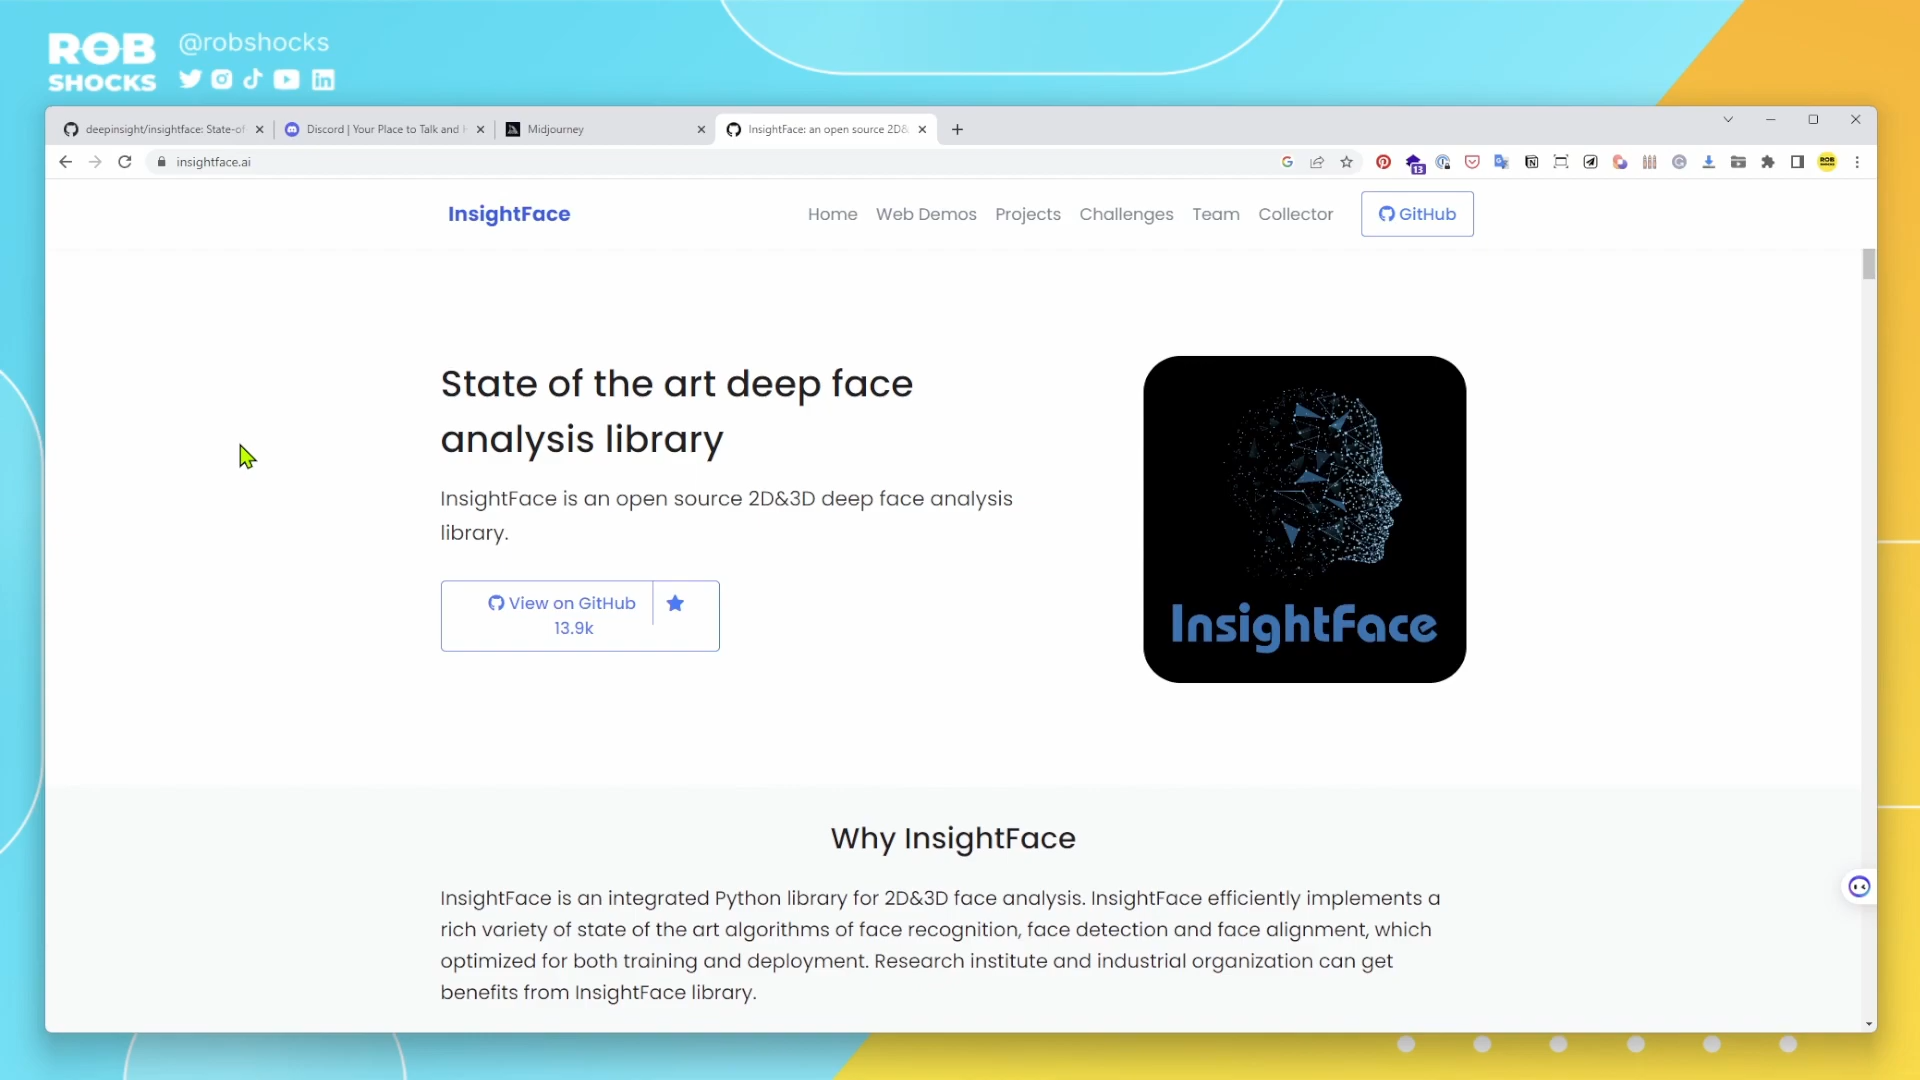 ROB
SHOCKS
@robshocks
deepinsight/insightface: State-of
Discord | Your Place to Talk and
Midjourney
InsightFace: an open source 2D&
insightface.ai
13
InsightFace
Home
Web Demos
Projects
Challenges
Team
Collector
GitHub
State of the art deep face
analysis library
InsightFace is an open source 2D&3D deep face analysis
library.
View on GitHub
13.9k
InsightFace
Why InsightFace
InsightFace is an integrated Python library for 2D&3D face analysis. InsightFace efficiently implements a
rich variety of state of the art algorithms of face recognition, face detection and face alignment, which
optimized for both training and deployment. Research institute and industrial organization can get
benefits from InsightFace library.